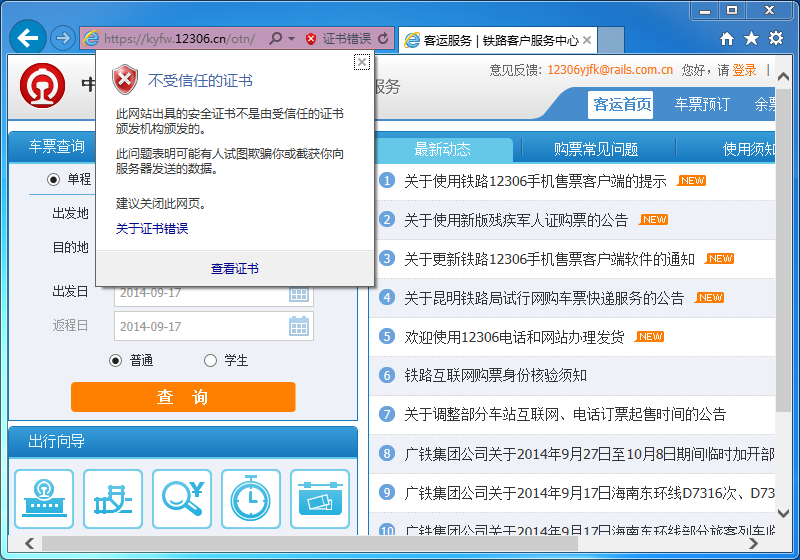 https://kyfw.12306.cn/otn/
证书错误
客运服务 | 铁路客户服务中心
不受信任的证书
此网站出具的安全证书不是由受信任的证书
颁发机构颁发的。
此问题表明可能有人试图欺骗你或截获你向
服务器发送的数据。
建议关闭此网页。
关于证书错误
查看证书
中
服务
意见反馈: 12306yjfk@rails.com.cn 您好，请 登录 |
客运首页
车票预订
余票
车票查询
单程
出发地
目的地
出发日
2014-09-17
返程日
2014-09-17
普通
学生
查 询
出行向导
最新动态
购票常见问题
使用须知
1 关于使用铁路12306手机售票客户端的提示 NEW
2 关于使用新版残疾军人证购票的公告 NEW
3 关于更新铁路12306手机售票客户端软件的通知 NEW
4 关于昆明铁路局试行网购车票快递服务的公告 NEW
5 欢迎使用12306电话和网站办理发货 NEW
6 铁路互联网购票身份核验须知
7 关于调整部分车站互联网、电话订票起售时间的公告
8 广铁集团公司关于2014年9月27日至10月8日期间临时加开部
9 广铁集团公司关于2014年9月17日海南东环线D7316次、D73
10 广铁集团公司关于2014年9月17日海南东环线部分旅客列车临